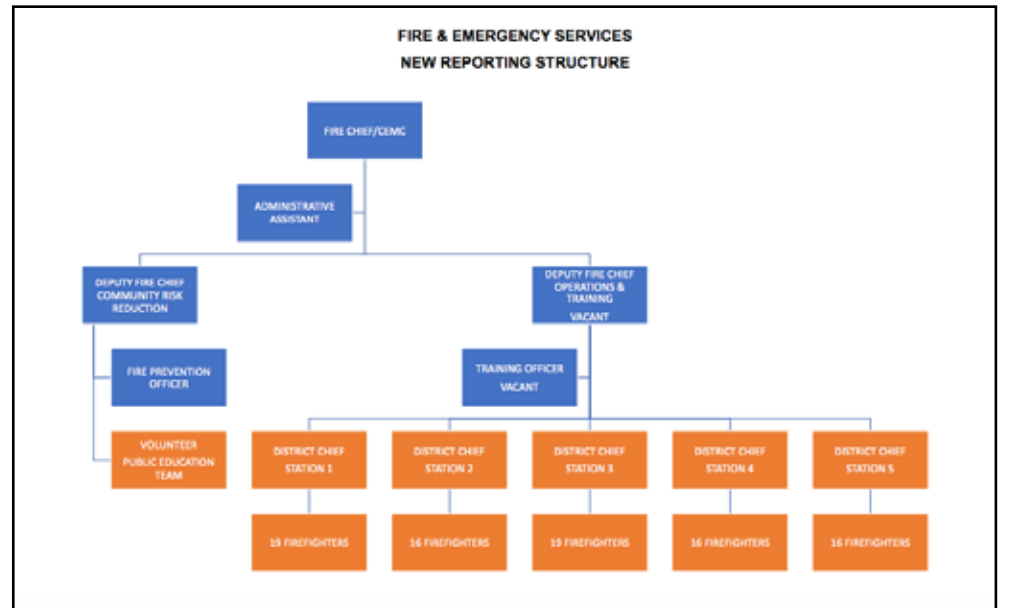 FIRE & EMERGENCY SERVICES
NEW REPORTING STRUCTURE
FIRE CHIEF/CEMC
ADMINISTRATIVE
ASSISTANT
DEPUTY FIRE CHIEF
COMMUNITY RISK
REDUCTION
DEPUTY FIRE CHIEF
OPERATIONS &
TRAINING
VACANT
FIRE PREVENTION
OFFICER
TRAINING OFFICER
VACANT
VOLUNTEER
PUBLIC EDUCATION
TEAM
DISTRICT CHIEF
STATION 1
DISTRICT CHIEF
STATION 2
DISTRICT CHIEF
STATION 3
DISTRICT CHIEF
STATION 4
DISTRICT CHIEF
STATION 5
19 FIREFIGHTERS
16 FIREFIGHTERS
19 FIREFIGHTERS
16 FIREFIGHTERS
16 FIREFIGHTERS